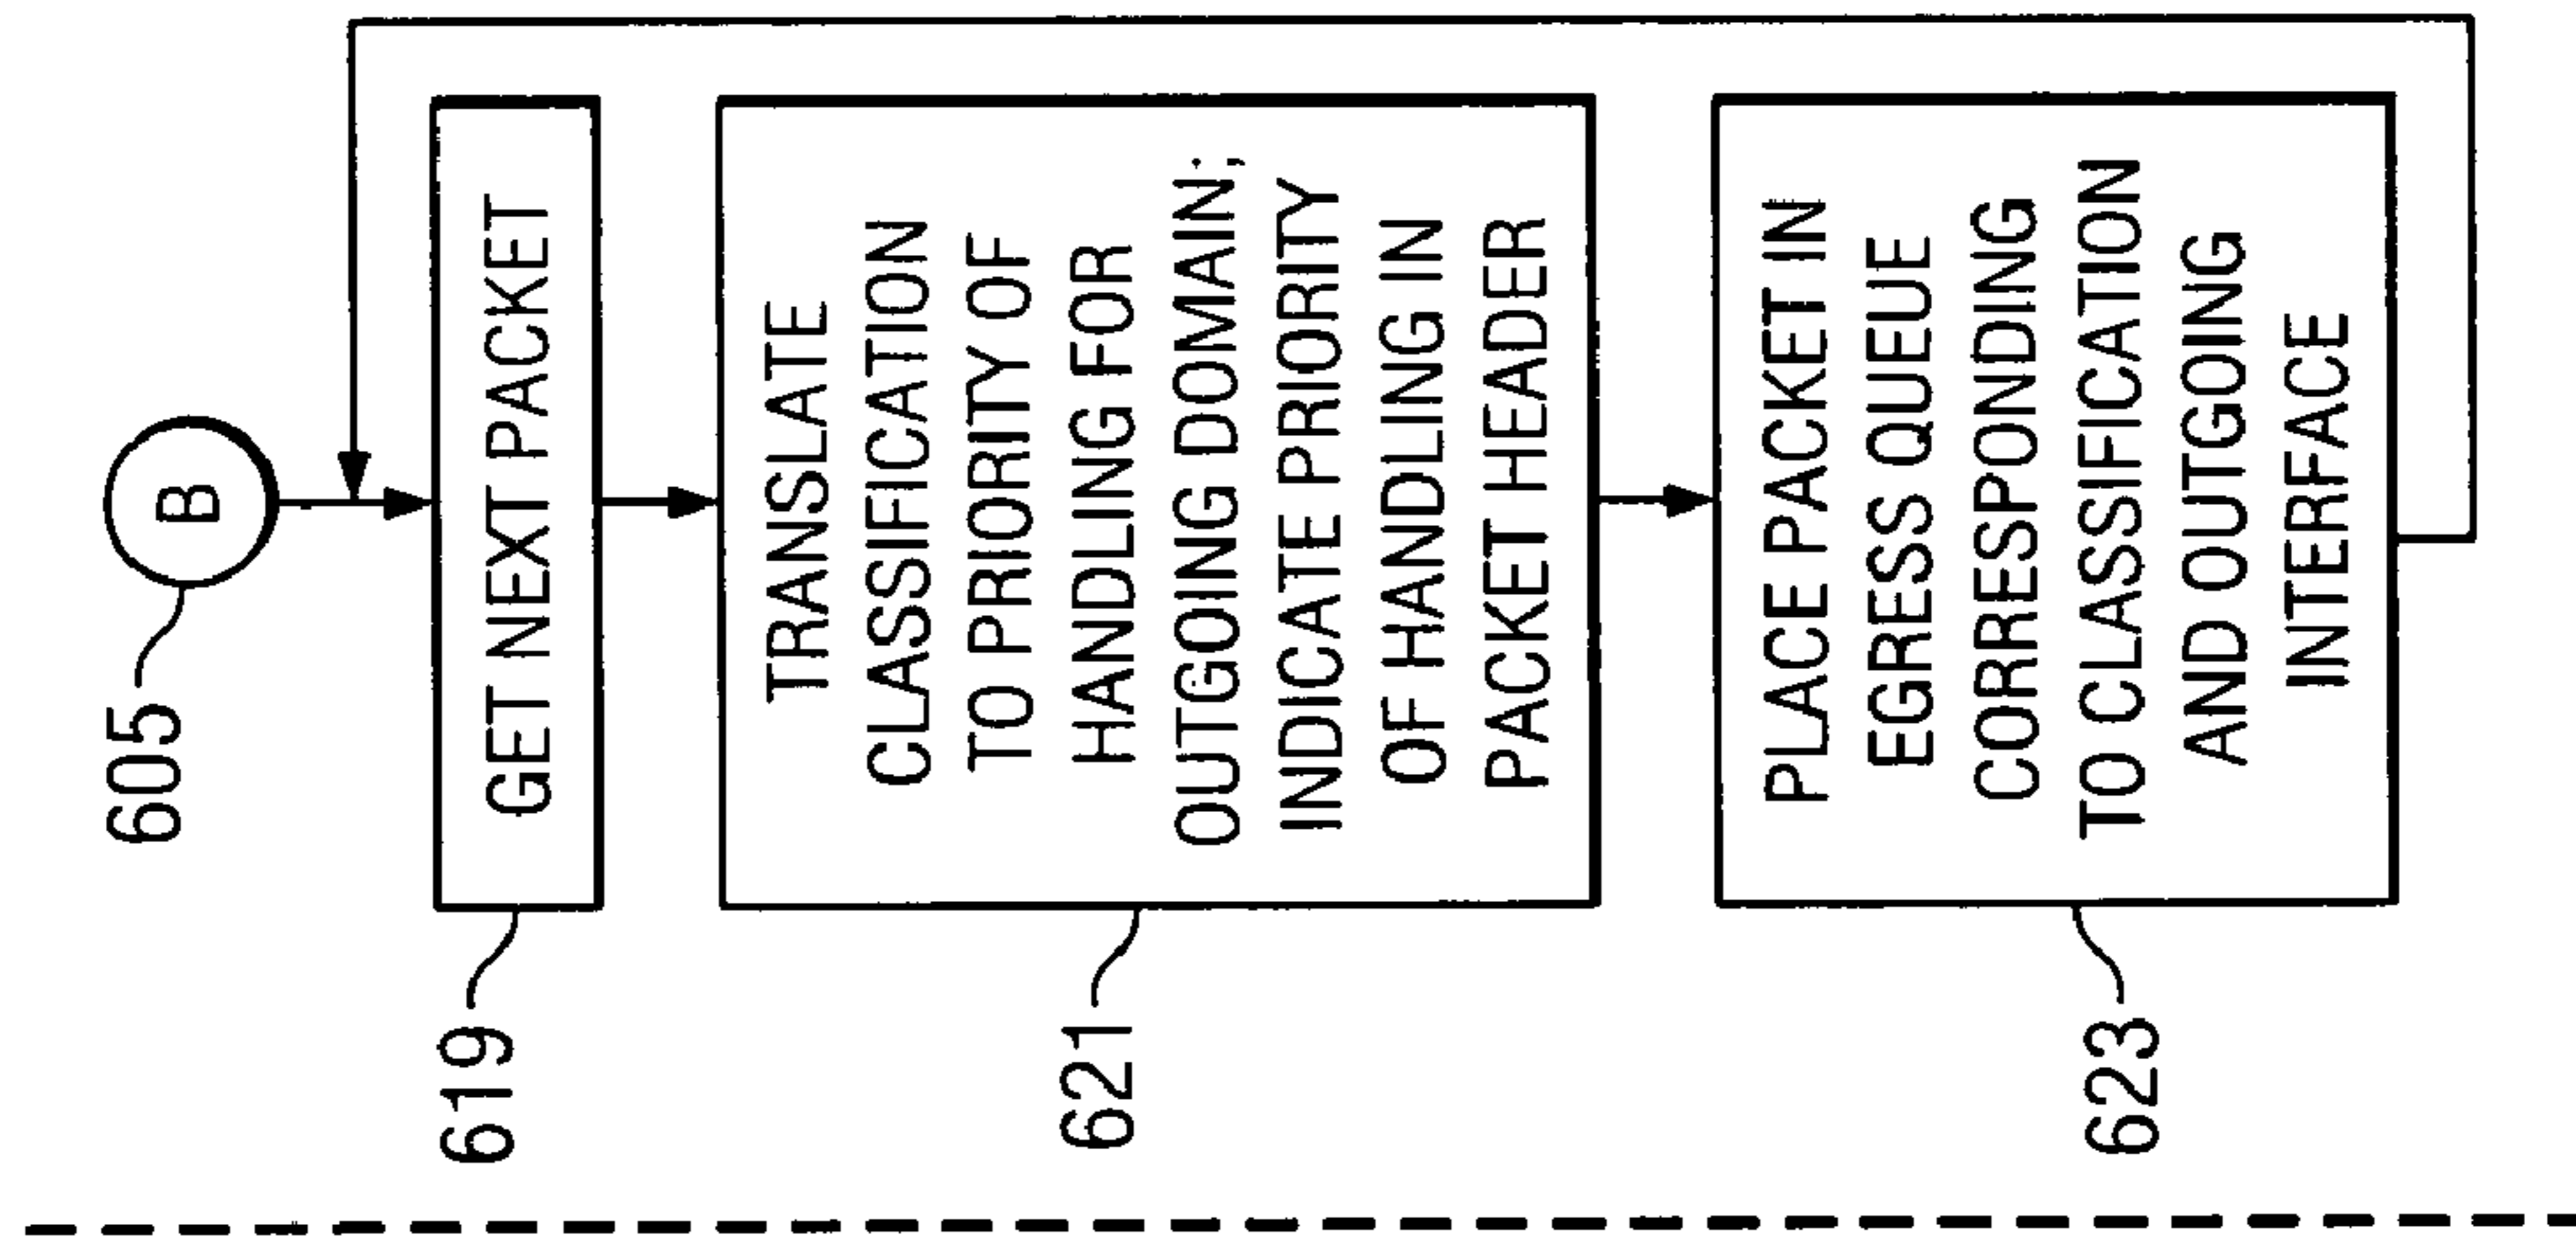 B
605
GET NEXT PACKET
619
TRANSLATE
CLASSIFICATION
TO PRIORITY OF
HANDLING FOR
OUTGOING DOMAIN;
INDICATE PRIORITY
OF HANDLING IN
PACKET HEADER
621
PLACE PACKET IN
EGRESS QUEUE
CORRESPONDING
TO CLASSIFICATION
AND OUTGOING
INTERFACE
623